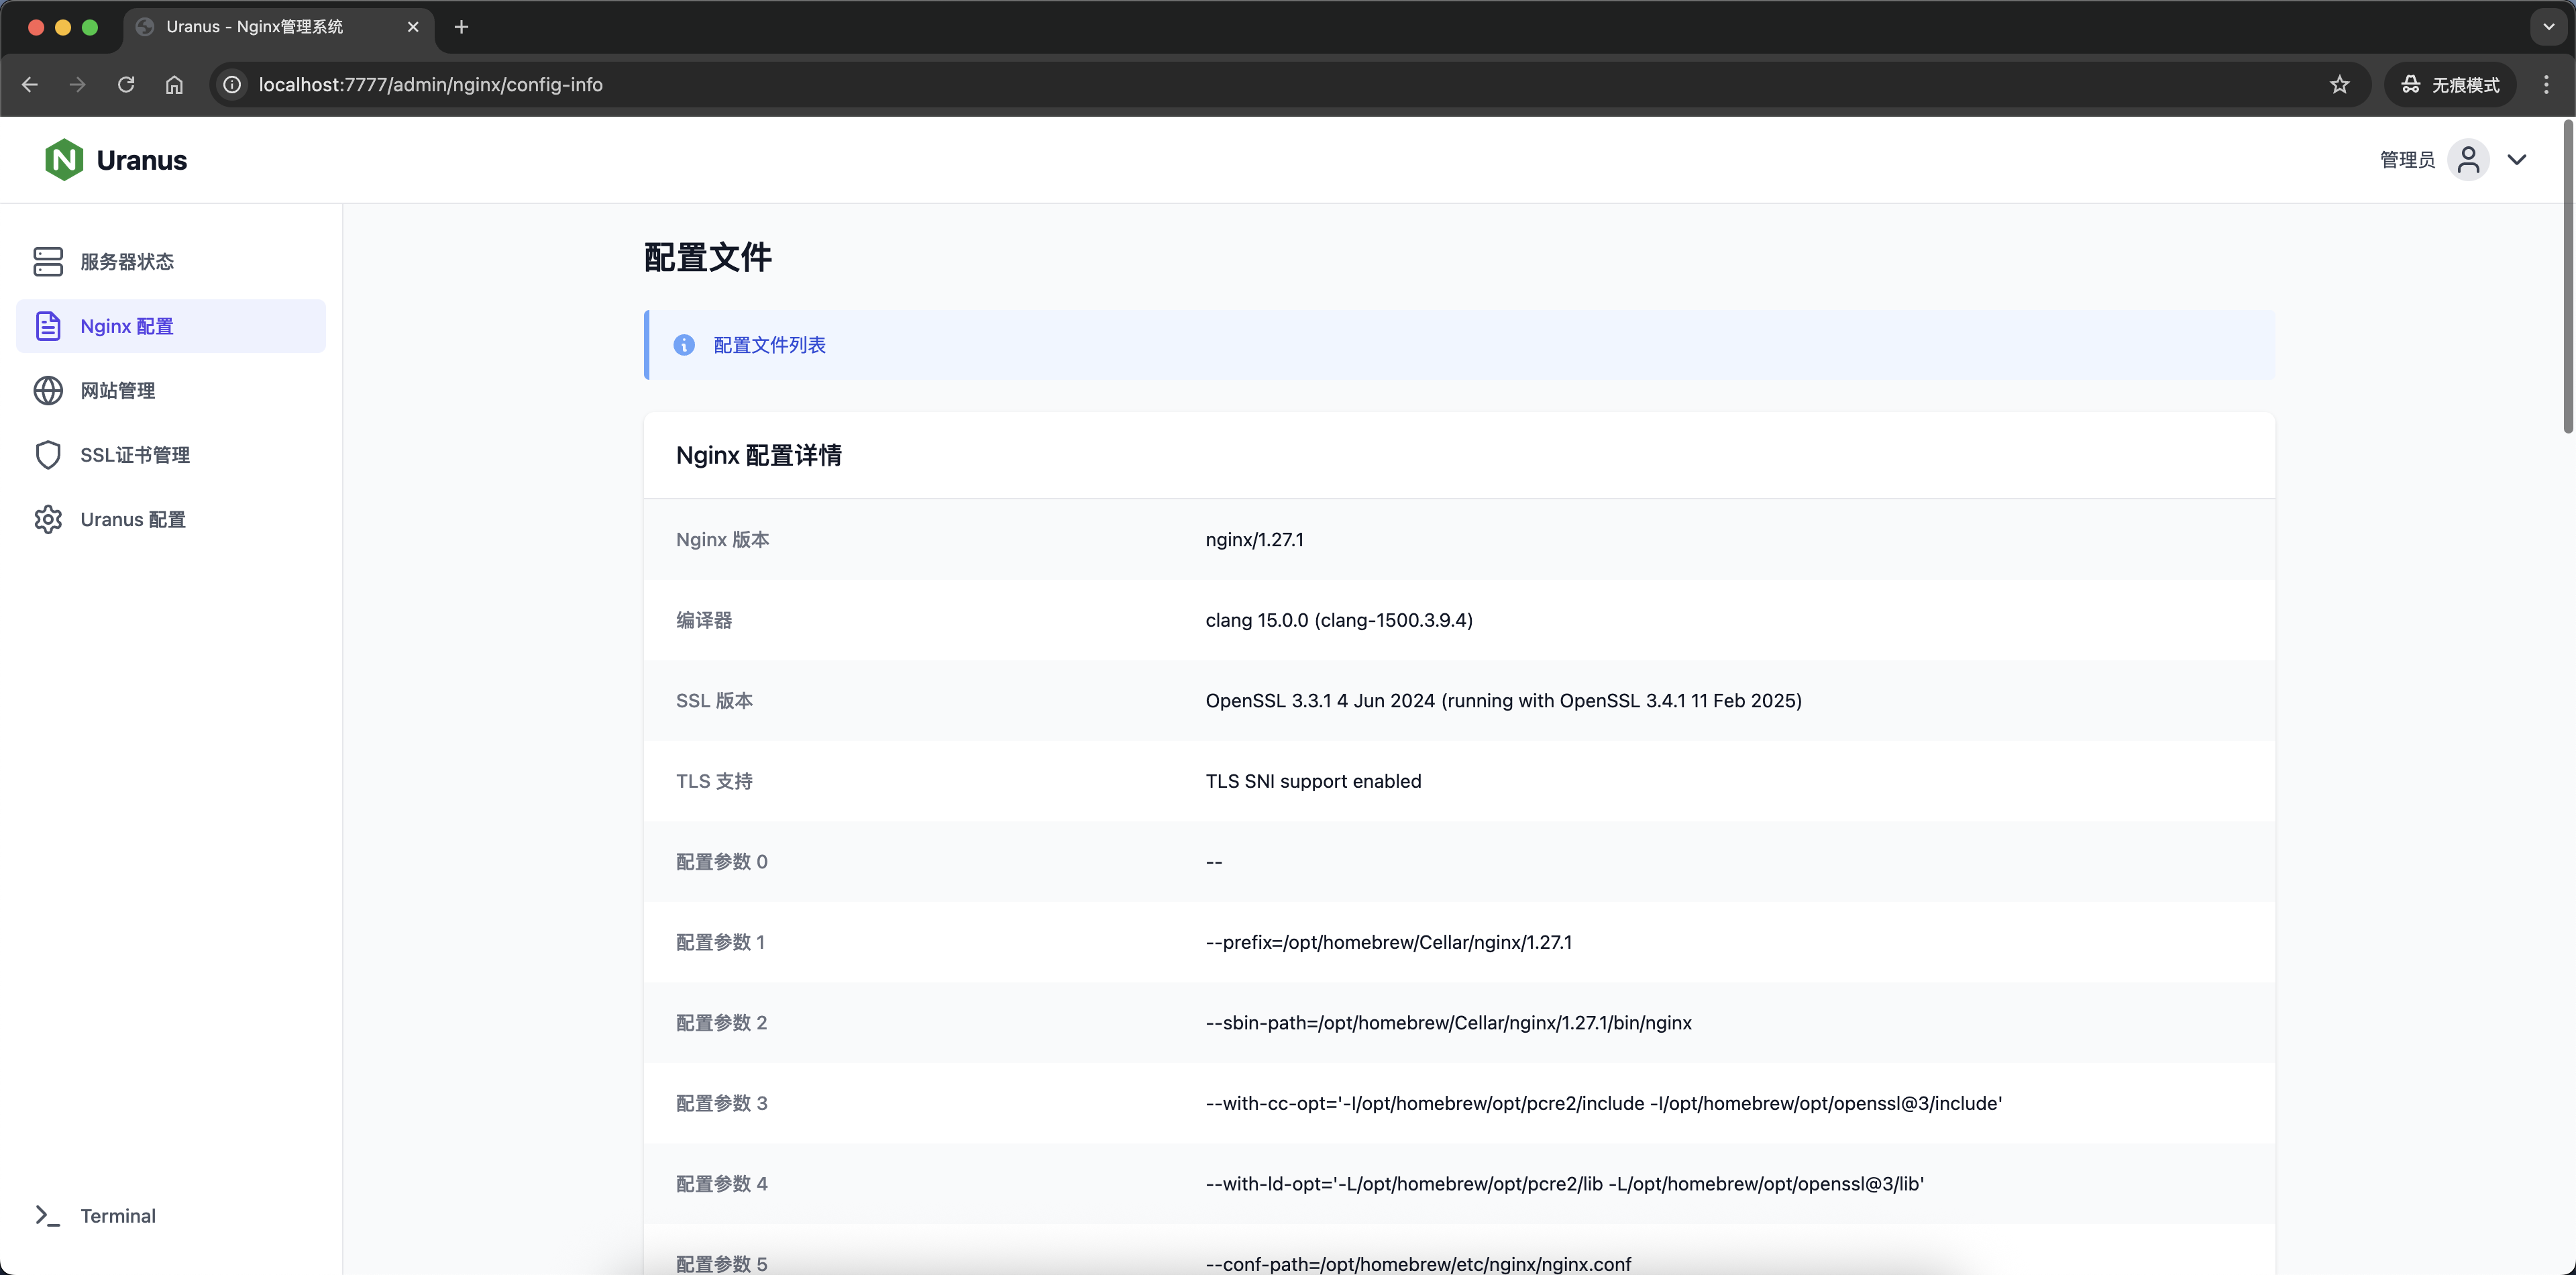 Uranus - Nginx管理系统
localhost:7777/admin/nginx/config-info
无痕模式
Uranus
管理员
服务器状态
Nginx 配置
网站管理
SSL证书管理
Uranus 配置
Terminal
配置文件
配置文件列表
Nginx 配置详情
Nginx 版本 nginx/1.27.1
编译器 clang 15.0.0 (clang-1500.3.9.4)
SSL 版本 OpenSSL 3.3.1 4 Jun 2024 (running with OpenSSL 3.4.1 11 Feb 2025)
TLS 支持 TLS SNI support enabled
配置参数 0 --
配置参数 1 --prefix=/opt/homebrew/Cellar/nginx/1.27.1
配置参数 2 --sbin-path=/opt/homebrew/Cellar/nginx/1.27.1/bin/nginx
配置参数 3 --with-cc-opt='-I/opt/homebrew/opt/pcre2/include -I/opt/homebrew/opt/openssl@3/include'
配置参数 4 --with-ld-opt='-L/opt/homebrew/opt/pcre2/lib -L/opt/homebrew/opt/openssl@3/lib'
配置参数 5 --conf-path=/opt/homebrew/etc/nginx/nginx.conf